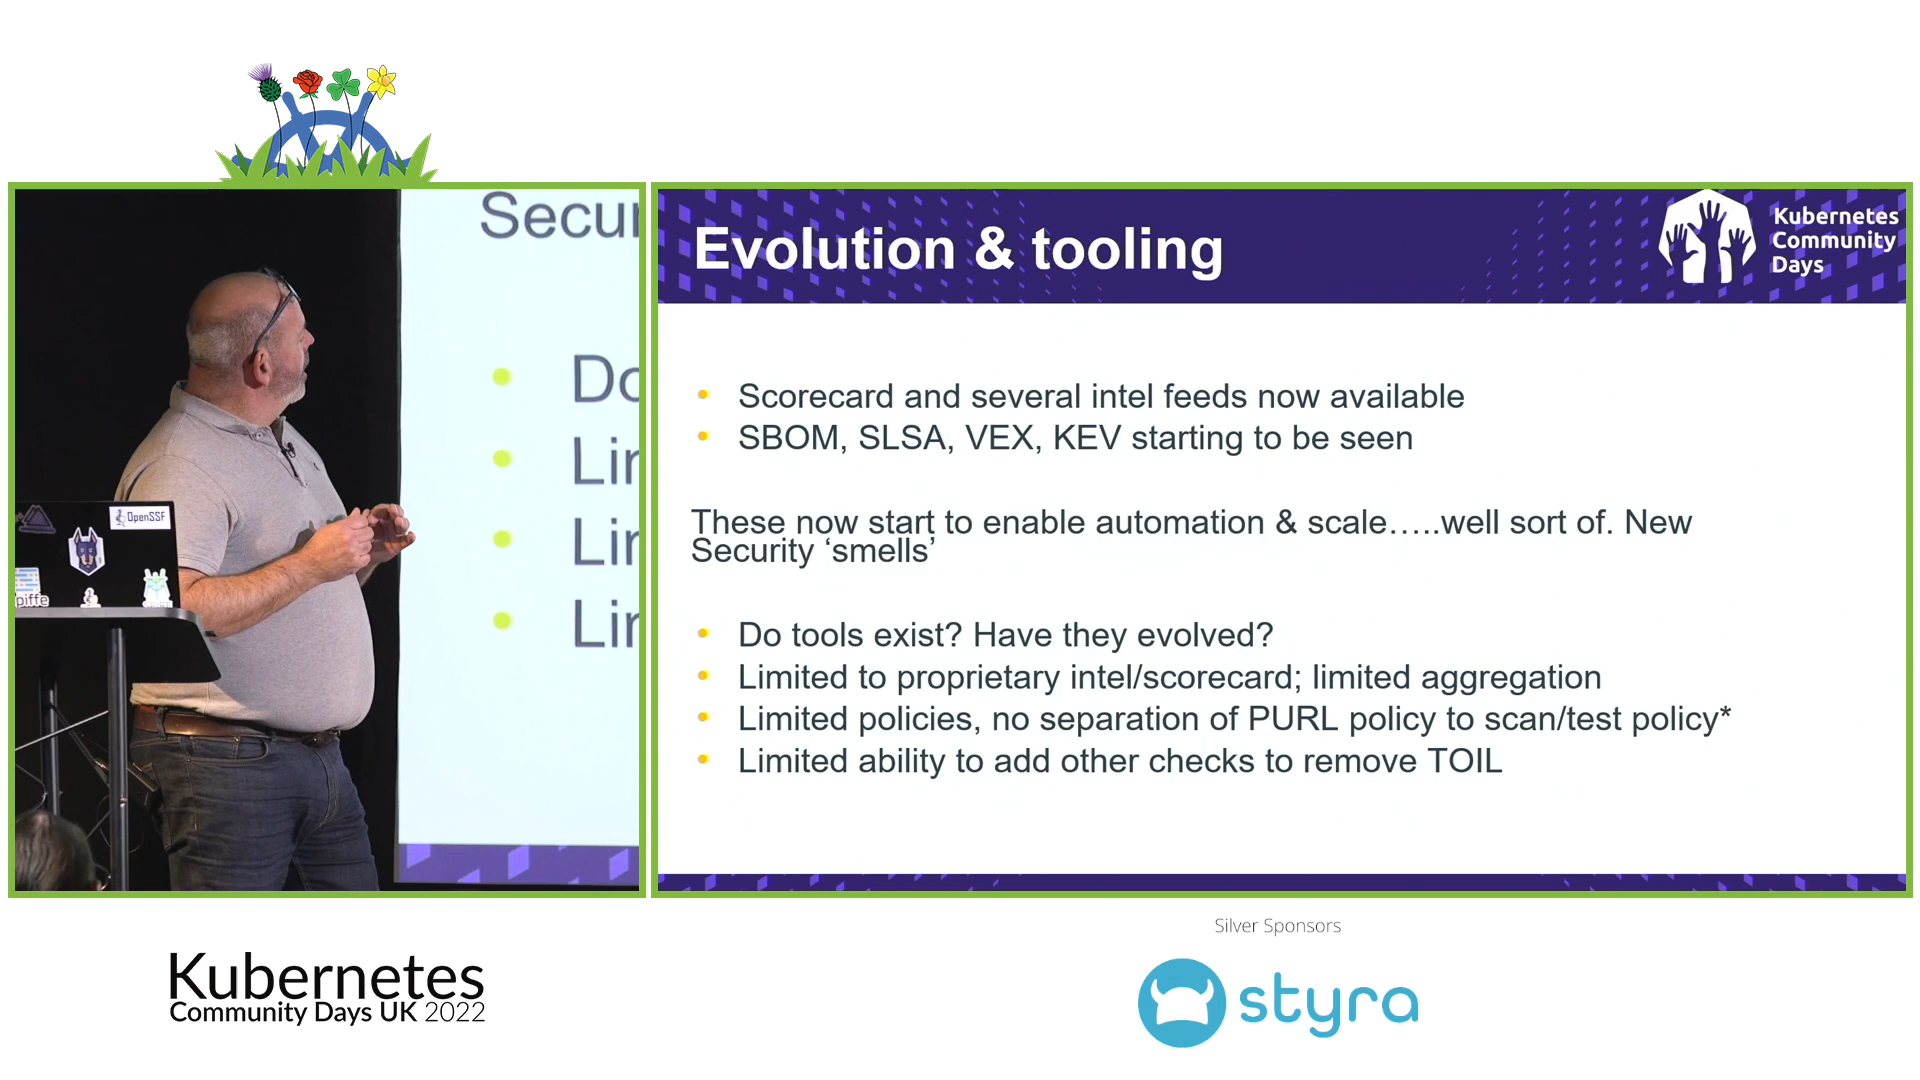 Secur
Do
Lir
Lir
Lir
OpenSSF
piffe
Evolution & tooling
Kubernetes
Community
Days
Scorecard and several intel feeds now available
SBOM, SLSA, VEX, KEV starting to be seen
These now start to enable automation & scale…..well sort of. New
Security ‘smells’
Do tools exist? Have they evolved?
Limited to proprietary intel/scorecard; limited aggregation
Limited policies, no separation of PURL policy to scan/test policy*
Limited ability to add other checks to remove TOIL
Kubernetes
Community Days UK 2022
Silver Sponsors
styra